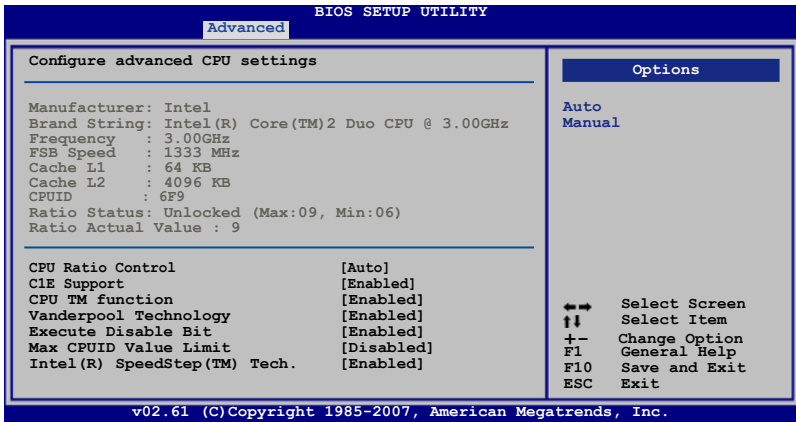 BIOS SETUP UTILITY
Advanced
Configure advanced CPU settings
Manufacturer: Intel
Brand String: Intel(R) Core(TM)2 Duo CPU @ 3.00GHz
Frequency : 3.00GHz
FSB Speed : 1333 MHz
Cache L1 : 64 KB
Cache L2 : 4096 KB
CPUID : 6F9
Ratio Status: Unlocked (Max:09, Min:06)
Ratio Actual Value : 9
CPU Ratio Control [Auto]
C1E Support [Enabled]
CPU TM function [Enabled]
Vanderpool Technology [Enabled]
Execute Disable Bit [Enabled]
Max CPUID Value Limit [Disabled]
Intel(R) SpeedStep(TM) Tech. [Enabled]
Options
Auto
Manual
←→ Select Screen
↑↓ Select Item
+- Change Option
F1 General Help
F10 Save and Exit
ESC Exit
v02.61 (C)Copyright 1985-2007, American Megatrends, Inc.